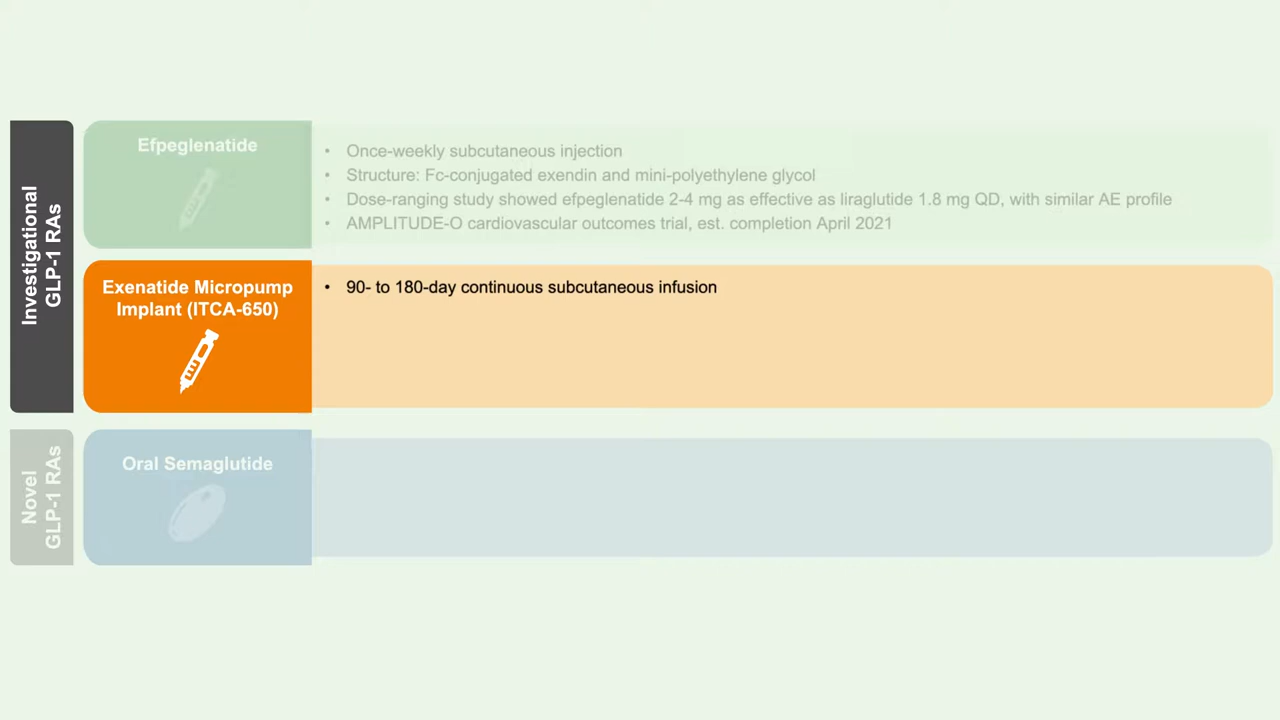 Investigational
GLP-1 RAs
Efpeglenatide
• Once-weekly subcutaneous injection
• Structure: Fc-conjugated exendin and mini-polyethylene glycol
• Dose-ranging study showed efpeglenatide 2-4 mg as effective as liraglutide 1.8 mg QD, with similar AE profile
• AMPLITUDE-O cardiovascular outcomes trial, est. completion April 2021
Exenatide Micropump
Implant (ITCA-650)
• 90- to 180-day continuous subcutaneous infusion
Novel
GLP-1 RAs
Oral Semaglutide